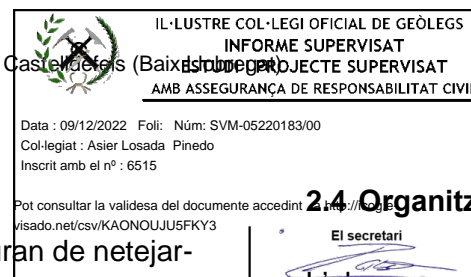 IL·LUSTRE COL·LEGI OFICIAL DE GEÒLEGS
INFORME SUPERVISAT
Castelldefels (Baix Llobregat).
ESTUDI O PROJECTE SUPERVISAT
AMB ASSEGURANÇA DE RESPONSABILITAT CIVIL
Data : 09/12/2022 Foli: Núm: SVM-05220183/00
Col·legiat : Asier Losada Pinedo
Inscrit amb el nº : 6515
Pot consultar la validesa del documente accedint a http://icogle
visado.net/csv/KAONOUJU5FKY3
2.4 Organitz
El secretari
uran de netejar-